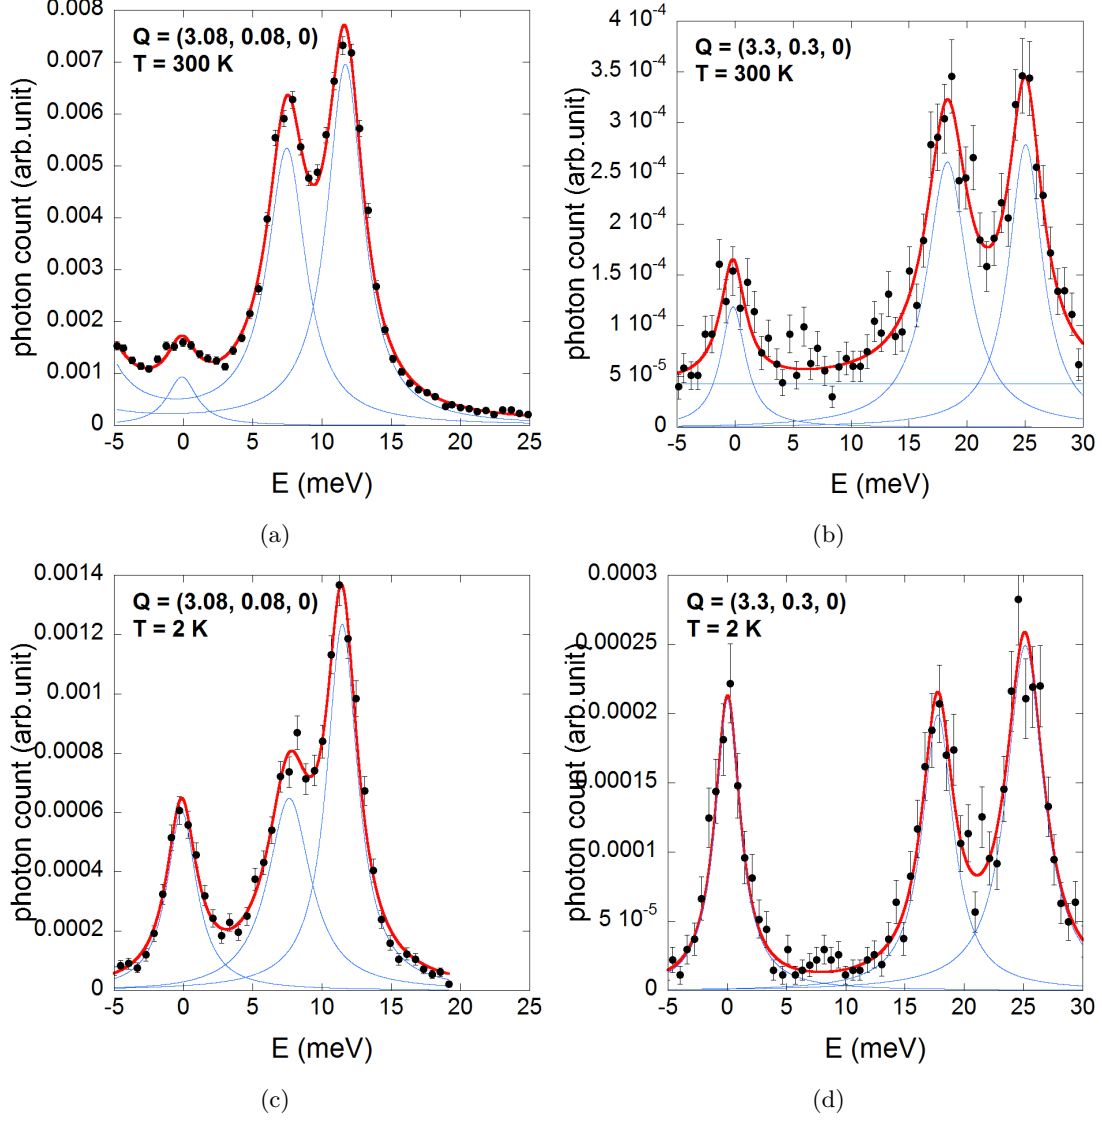 0.008
0.007
0.006
0.005
0.004
0.003
0.002
0.001
0
photon count (arb.unit)
Q = (3.08, 0.08, 0)
T = 300 K
-5 0 5 10 15 20 25
E (meV)
(a)
4 10⁻⁴
3.5 10⁻⁴
3 10⁻⁴
2.5 10⁻⁴
2 10⁻⁴
1.5 10⁻⁴
1 10⁻⁴
5 10⁻⁵
0
photon count (arb.unit)
Q = (3.3, 0.3, 0)
T = 300 K
-5 0 5 10 15 20 25 30
E (meV)
(b)
0.0014
0.0012
0.001
0.0008
0.0006
0.0004
0.0002
0
photon count (arb.unit)
Q = (3.08, 0.08, 0)
T = 2 K
-5 0 5 10 15 20 25
E (meV)
(c)
0.0003
0.00025
0.0002
0.00015
0.0001
5 10⁻⁵
0
photon count (arb.unit)
Q = (3.3, 0.3, 0)
T = 2 K
-5 0 5 10 15 20 25 30
E (meV)
(d)